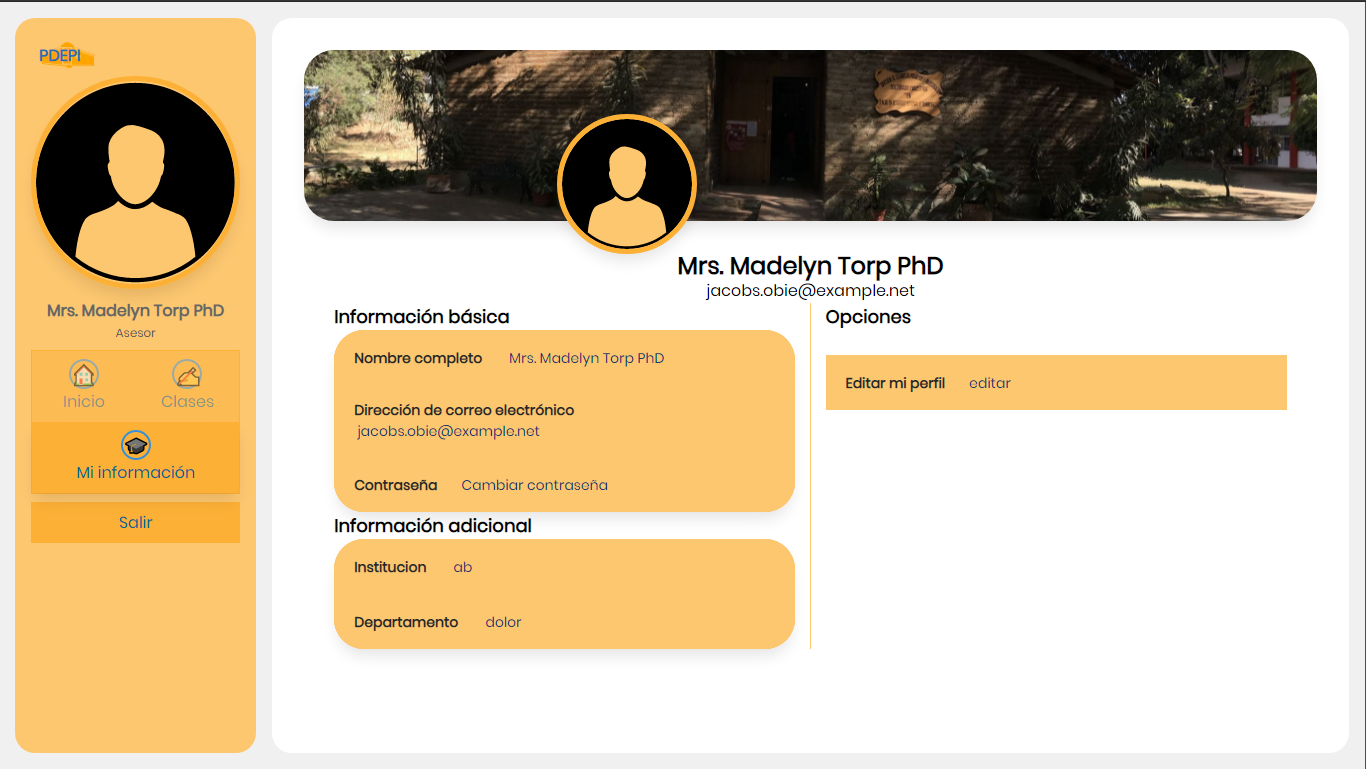 PDEPI
Mrs. Madelyn Torp PhD
Asesor
Inicio
Clases
Mi información
Salir
Mrs. Madelyn Torp PhD
jacobs.obie@example.net
Información básica
Nombre completo Mrs. Madelyn Torp PhD
Dirección de correo electrónico
jacobs.obie@example.net
Contraseña Cambiar contraseña
Información adicional
Institucion ab
Departamento dolor
Opciones
Editar mi perfil editar